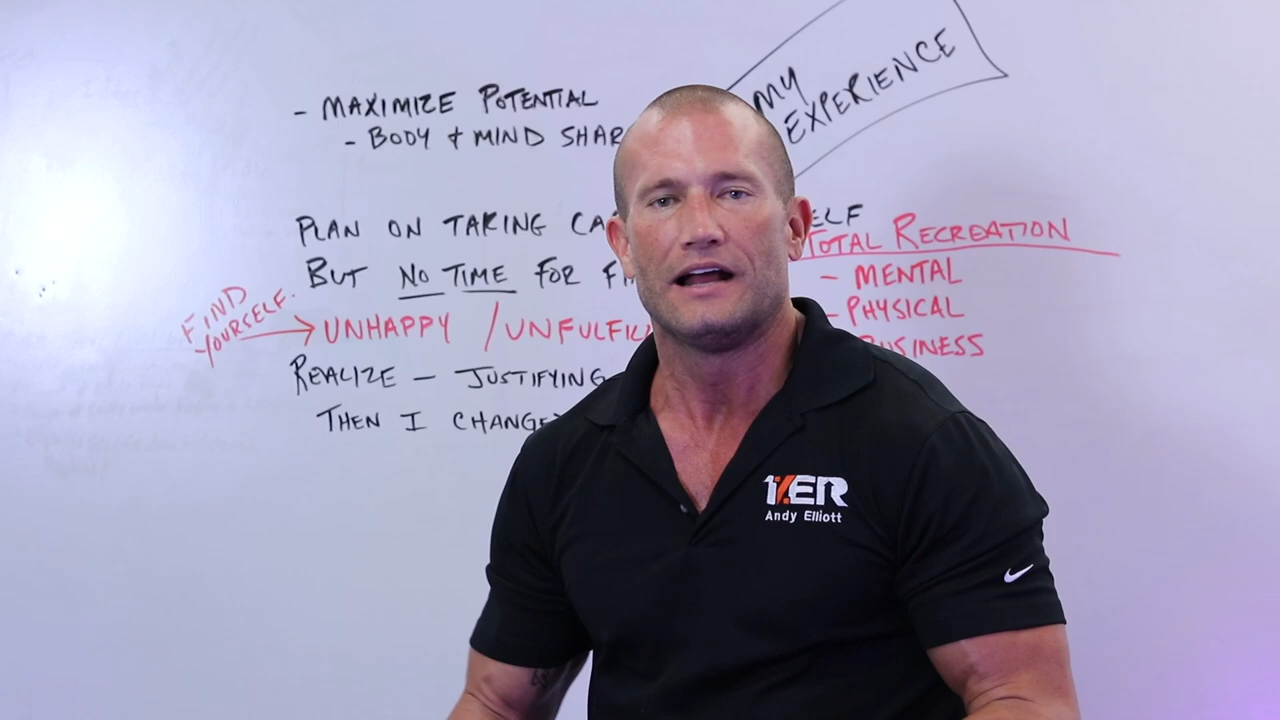 MY
EXPERIENCE
- MAXIMIZE POTENTIAL
- BODY & MIND SHAR
PLAN ON TAKING CA
ELF
BUT NO TIME FOR
FIND
YOURSELF.
UNHAPPY / UNFULFIL
REALIZE - JUSTIFYING
THEN I CHANGE
TOTAL RECREATION
- MENTAL
- PHYSICAL
BUSINESS
1%ER
Andy Elliott